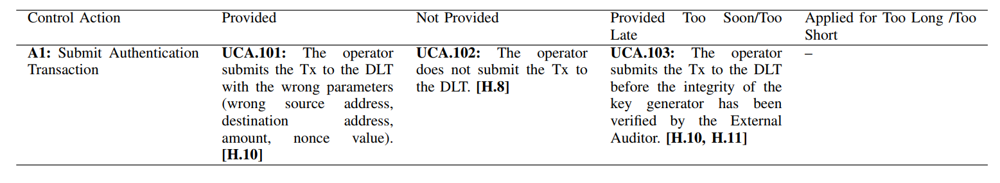 Control Action
Provided
Not Provided
Provided Too Soon/Too
Late
Applied for Too Long /Too
Short
A1: Submit Authentication
Transaction
UCA.101: The operator
submits the Tx to the DLT
with the wrong parameters
(wrong source address,
destination address,
amount, nonce value).
[H.10]
UCA.102: The operator
does not submit the Tx to
the DLT. [H.8]
UCA.103: The operator
submits the Tx to the DLT
before the integrity of the
key generator has been
verified by the External
Auditor. [H.10, H.11]
–